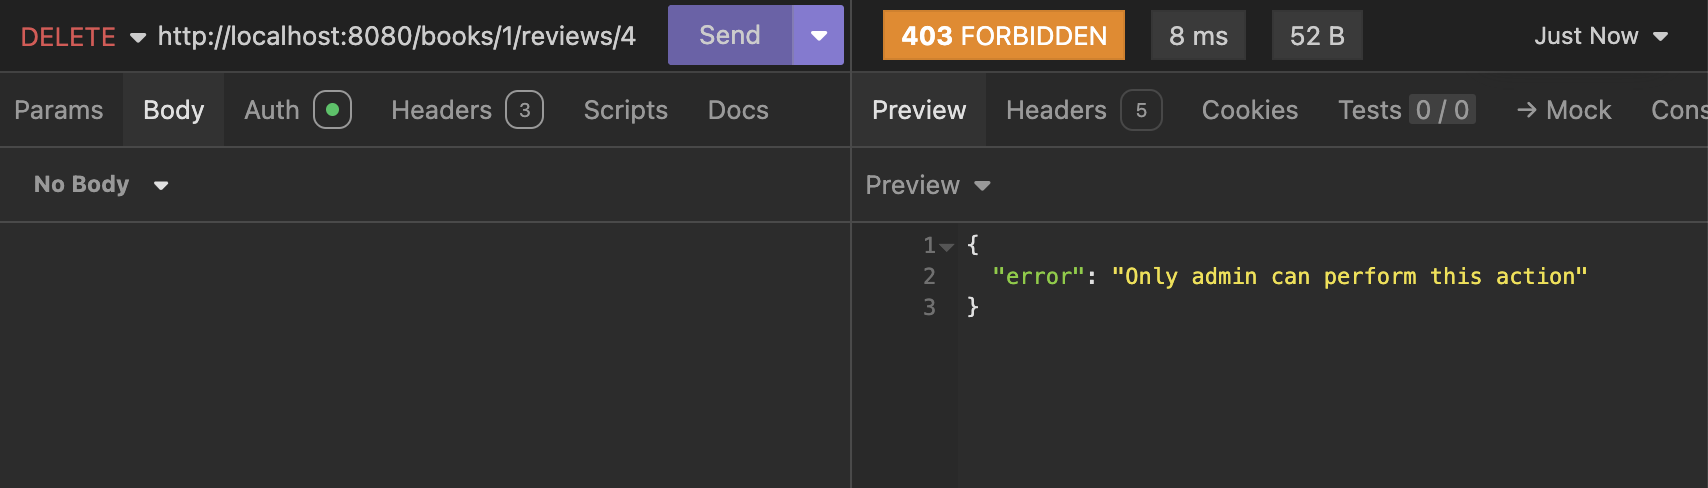 DELETE http://localhost:8080/books/1/reviews/4 Send
Params Body Auth Headers 3 Scripts Docs
No Body
403 FORBIDDEN 8 ms 52 B Just Now
Preview Headers 5 Cookies Tests 0 / 0 → Mock Cons
Preview
1 {
2 "error": "Only admin can perform this action"
3 }